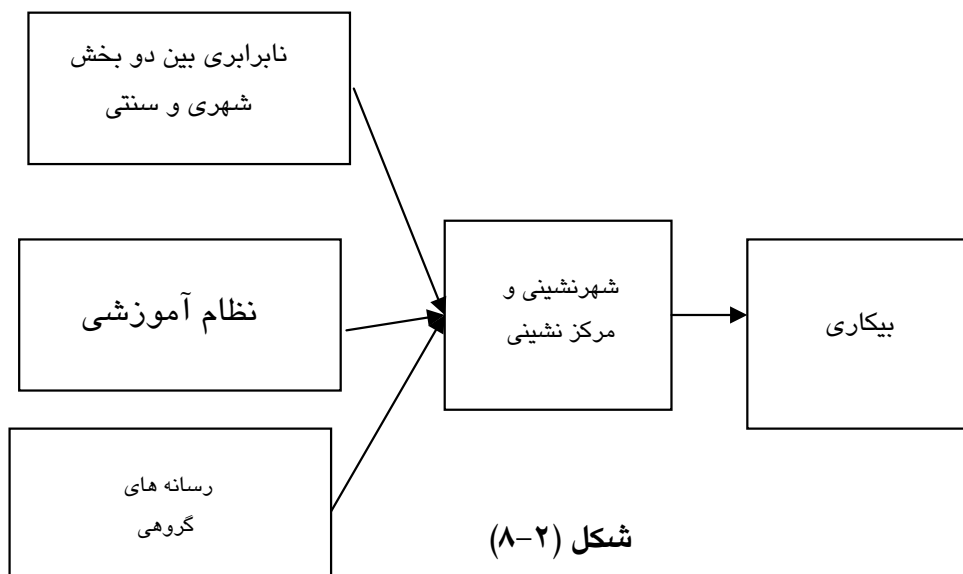 نابرابری بین دو بخش
شهری و سنتی
نظام آموزشی
رسانه های
گروهی
شهرنشینی و
مرکز نشینی
بیکاری
شکل (۲-۸)